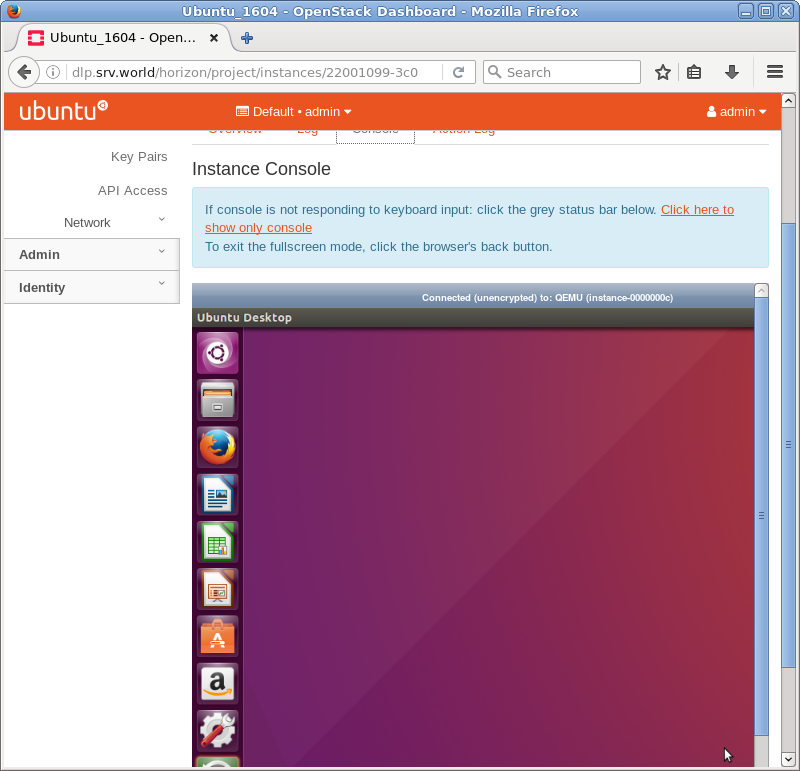 Ubuntu_1604 - OpenStack Dashboard - Mozilla Firefox
Ubuntu_1604 - Open...
dlp.srv.world/horizon/project/instances/22001099-3c0
Search
ubuntu
Default • admin
admin
Overview
Log
Console
Action Log
Key Pairs
API Access
Network
Admin
Identity
Instance Console
If console is not responding to keyboard input: click the grey status bar below. Click here to
show only console
To exit the fullscreen mode, click the browser's back button.
Connected (unencrypted) to: QEMU (instance-0000000c)
Ubuntu Desktop